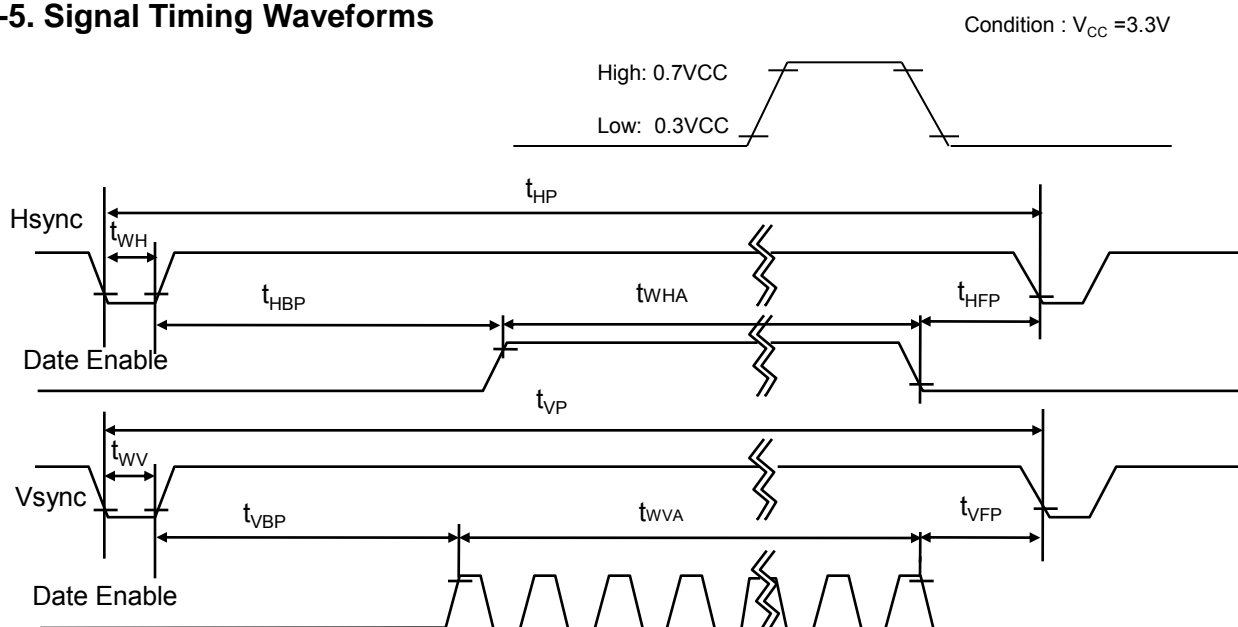 -5. Signal Timing Waveforms
Condition : VCC =3.3V
High: 0.7VCC
Low: 0.3VCC
tHP
Hsync
tWH
tHBP
tWHA
tHFP
Date Enable
tVP
tWV
Vsync
tVBP
tWVA
tVFP
Date Enable